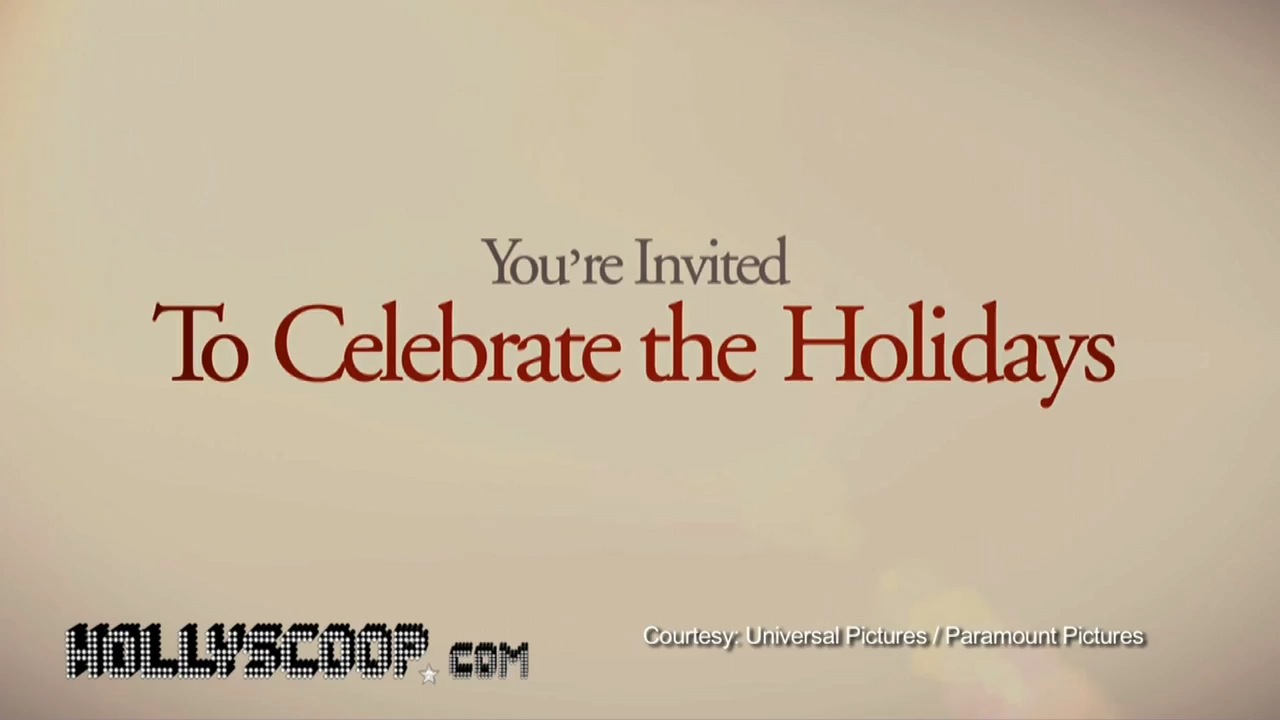 You're Invited
To Celebrate the Holidays
HOLLYSCOOP.COM
Courtesy: Universal Pictures / Paramount Pictures